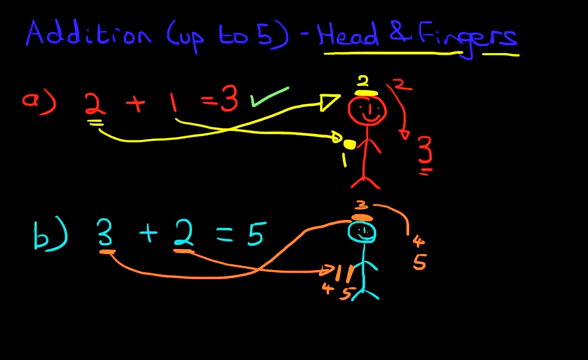 Addition (up to 5) - Head & Fingers
a) 2 + 1 = 3
2
2
1
3
b) 3 + 2 = 5
3
4
5
4 5